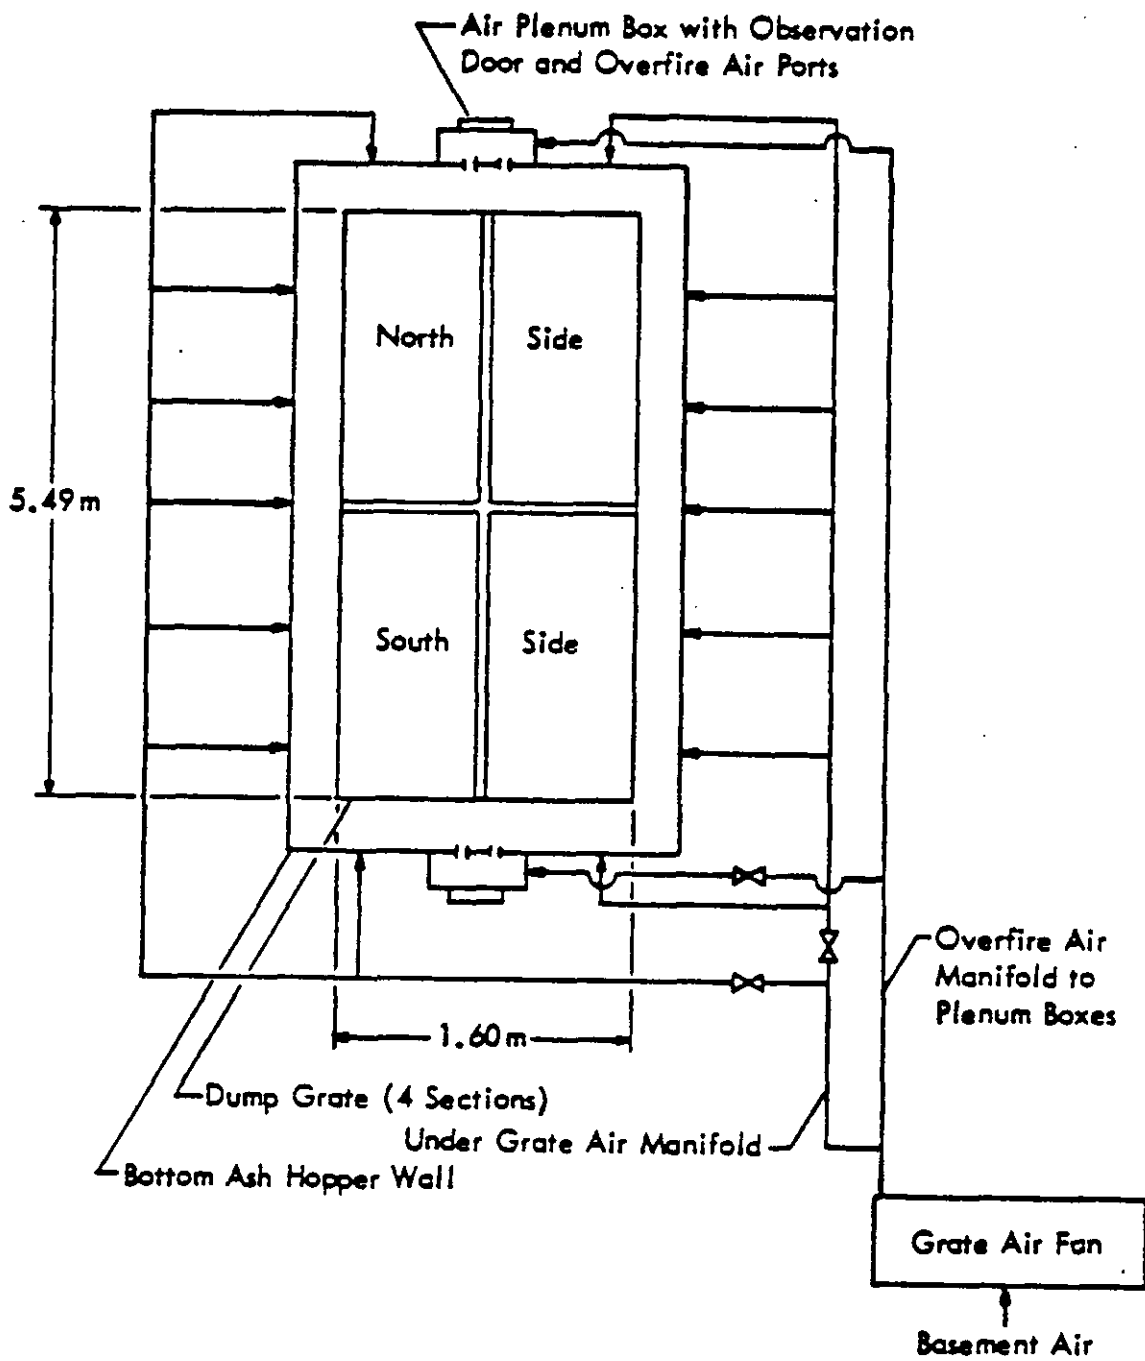 Air Plenum Box with Observation
Door and Overfire Air Ports
North Side
5.49m
South Side
Overfire Air
Manifold to
Plenum Boxes
1.60m
Dump Grate (4 Sections)
Under Grate Air Manifold
Bottom Ash Hopper Wall
Grate Air Fan
Basement Air